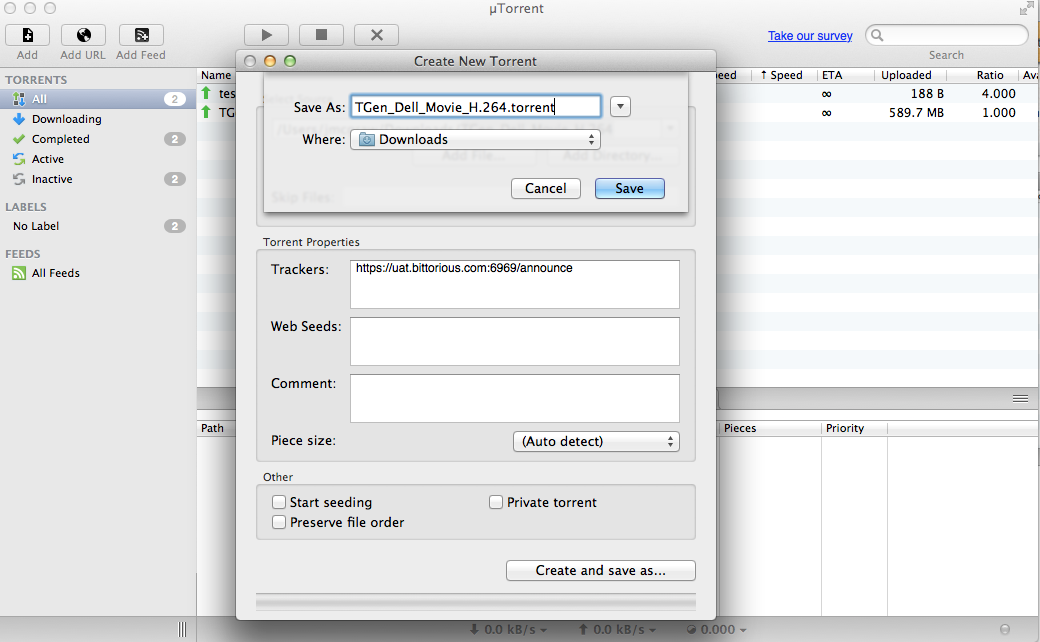 µTorrent
Add
Add URL
Add Feed
Take our survey
Search
TORRENTS
All
2
Downloading
Completed
2
Active
Inactive
2
LABELS
No Label
2
FEEDS
All Feeds
Name
↑ Speed
ETA
Uploaded
Ratio
∞
188 B
4.000
TG
∞
589.7 MB
1.000
Create New Torrent
Save As:
TGen_Dell_Movie_H.264.torrent
Where:
Downloads
Add File...
Add Directory...
Skip Files:
Cancel
Save
Torrent Properties
Trackers:
https://uat.bittorious.com:6969/announce
Web Seeds:
Comment:
Piece size:
(Auto detect)
Other
Start seeding
Private torrent
Preserve file order
Create and save as...
Path
Pieces
Priority
0.0 kB/s
0.0 kB/s
0.000